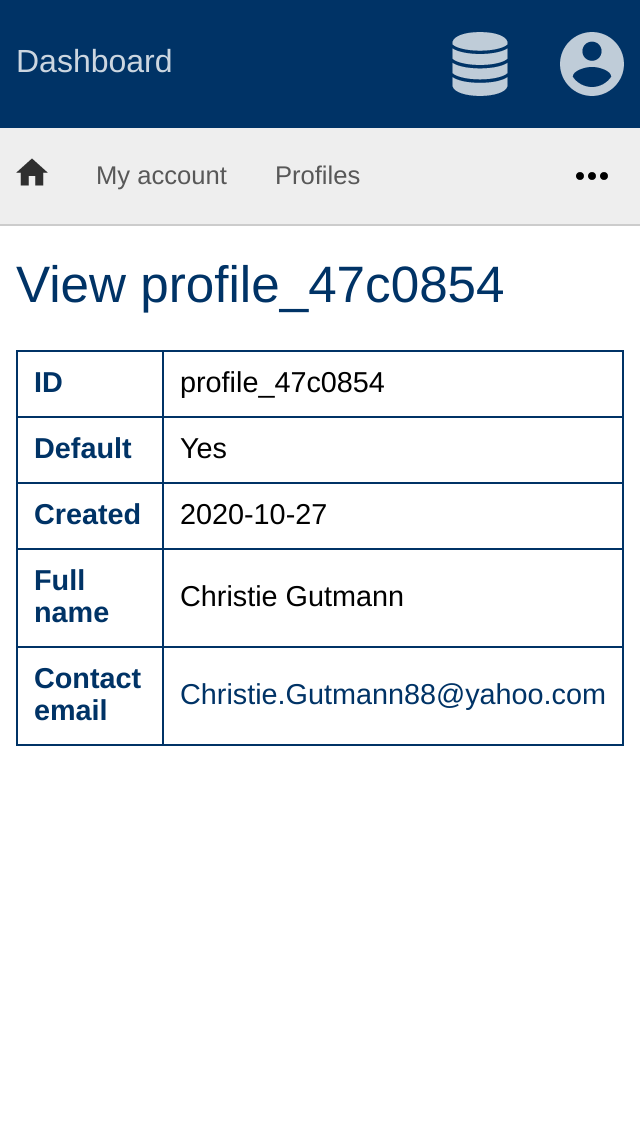 Dashboard
My account Profiles
View profile_47c0854
ID profile_47c0854
Default Yes
Created 2020-10-27
Full
name
Christie Gutmann
Contact
email
Christie.Gutmann88@yahoo.com